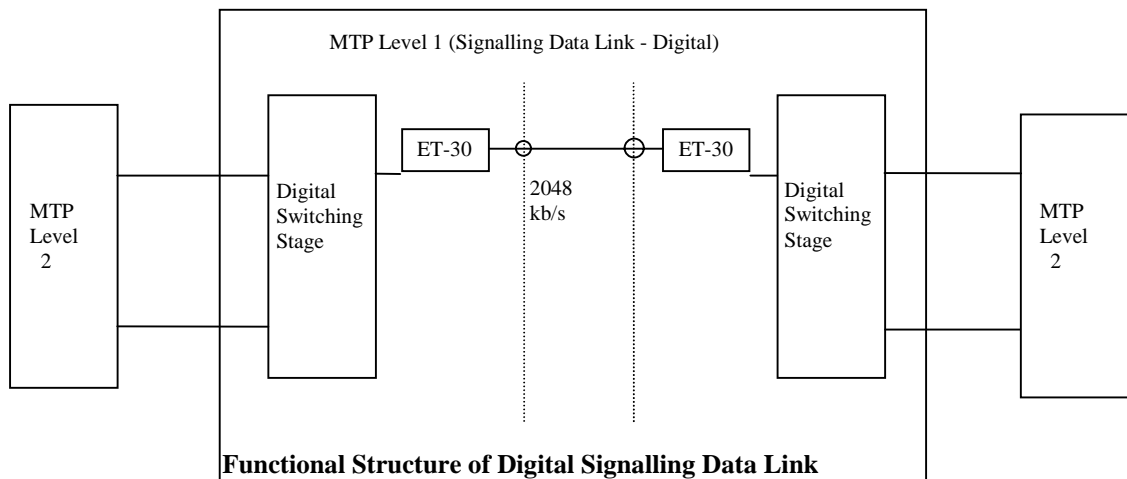 MTP Level 1 (Signalling Data Link - Digital)
ET-30
ET-30
2048
kb/s
MTP
Level
2
Digital
Switching
Stage
Digital
Switching
Stage
MTP
Level
2
Functional Structure of Digital Signalling Data Link